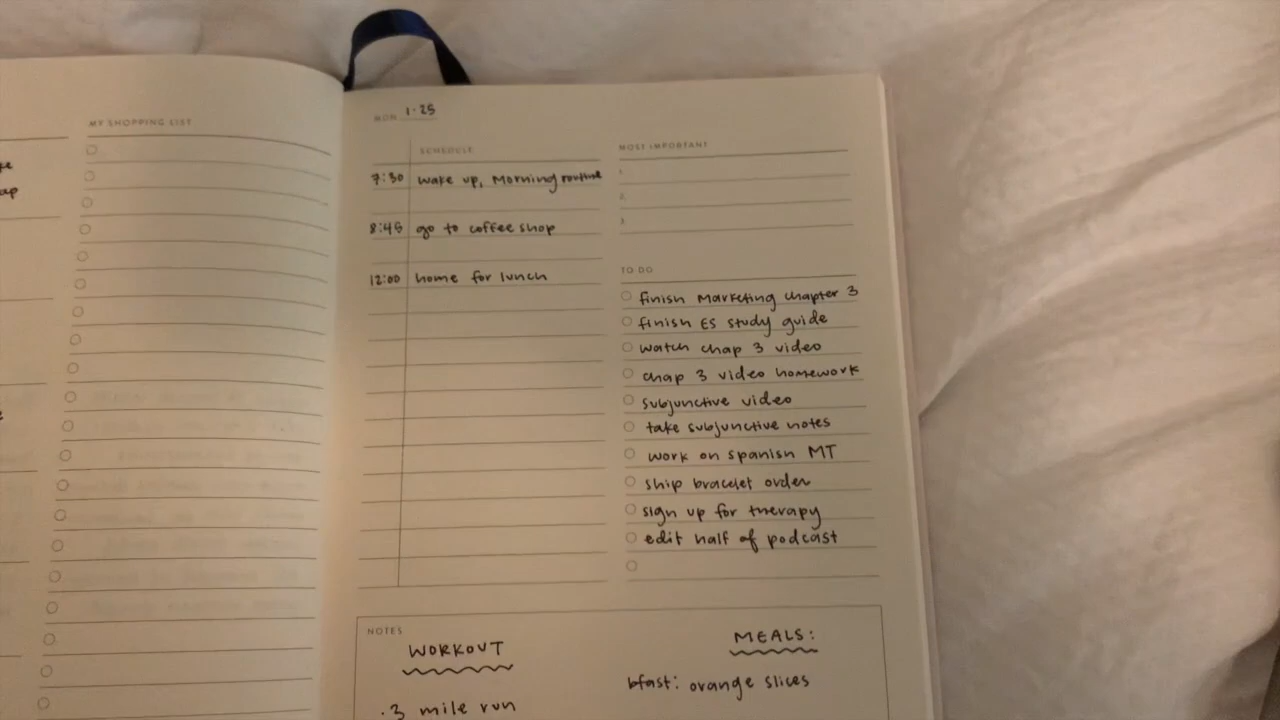 MY SHOPPING LIST
MON 1.25
SCHEDULE
7:30 wake up, morning routine
8:45 go to coffee shop
12:00 home for lunch
MOST IMPORTANT
1.
2.
3.
TO DO
finish marketing chapter 3
finish ES study guide
watch chap 3 video
chap 3 video homework
subjunctive video
take subjunctive notes
work on spanish MT
ship bracelet order
sign up for therapy
edit half of podcast
NOTES
WORKOUT
.3 mile run
MEALS:
bfast: orange slices